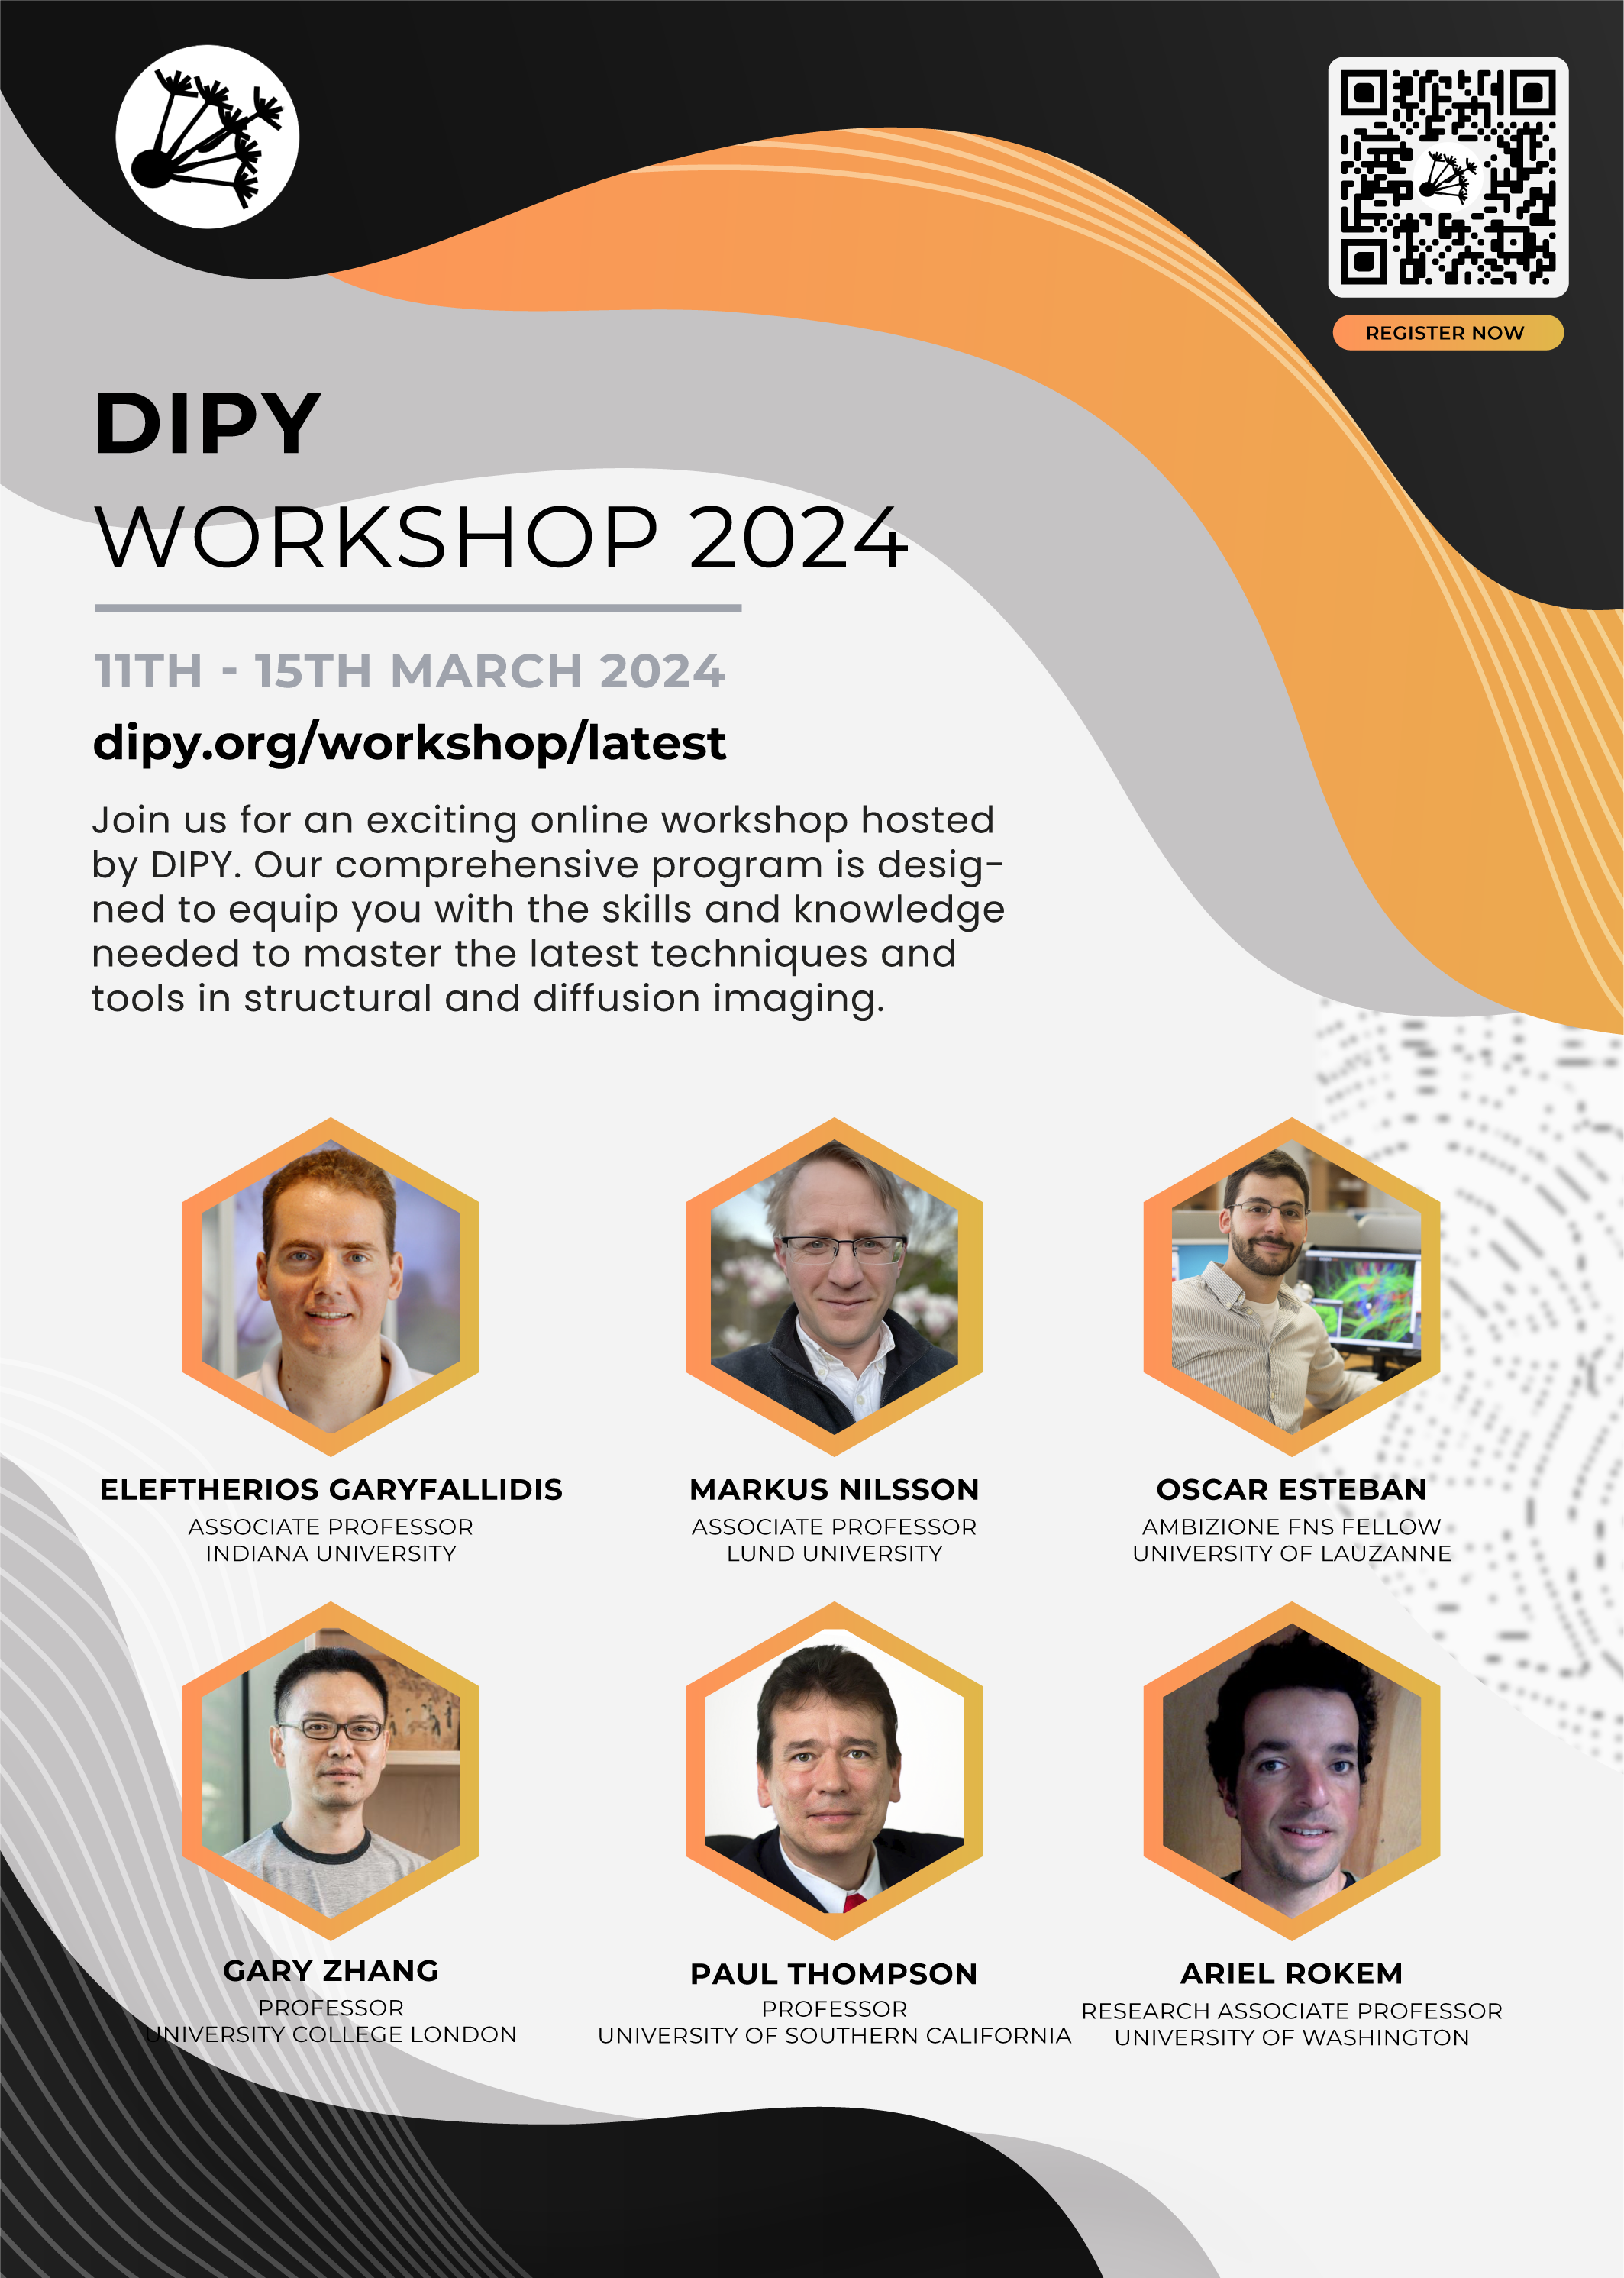 REGISTER NOW
DIPY
WORKSHOP 2024
11TH - 15TH MARCH 2024
dipy.org/workshop/latest
Join us for an exciting online workshop hosted
by DIPY. Our comprehensive program is desig-
ned to equip you with the skills and knowledge
needed to master the latest techniques and
tools in structural and diffusion imaging.
ELEFTHERIOS GARYFALLIDIS
ASSOCIATE PROFESSOR
INDIANA UNIVERSITY
MARKUS NILSSON
ASSOCIATE PROFESSOR
LUND UNIVERSITY
OSCAR ESTEBAN
AMBIZIONE FNS FELLOW
UNIVERSITY OF LAUZANNE
GARY ZHANG
PROFESSOR
UNIVERSITY COLLEGE LONDON
PAUL THOMPSON
PROFESSOR
UNIVERSITY OF SOUTHERN CALIFORNIA
ARIEL ROKEM
RESEARCH ASSOCIATE PROFESSOR
UNIVERSITY OF WASHINGTON